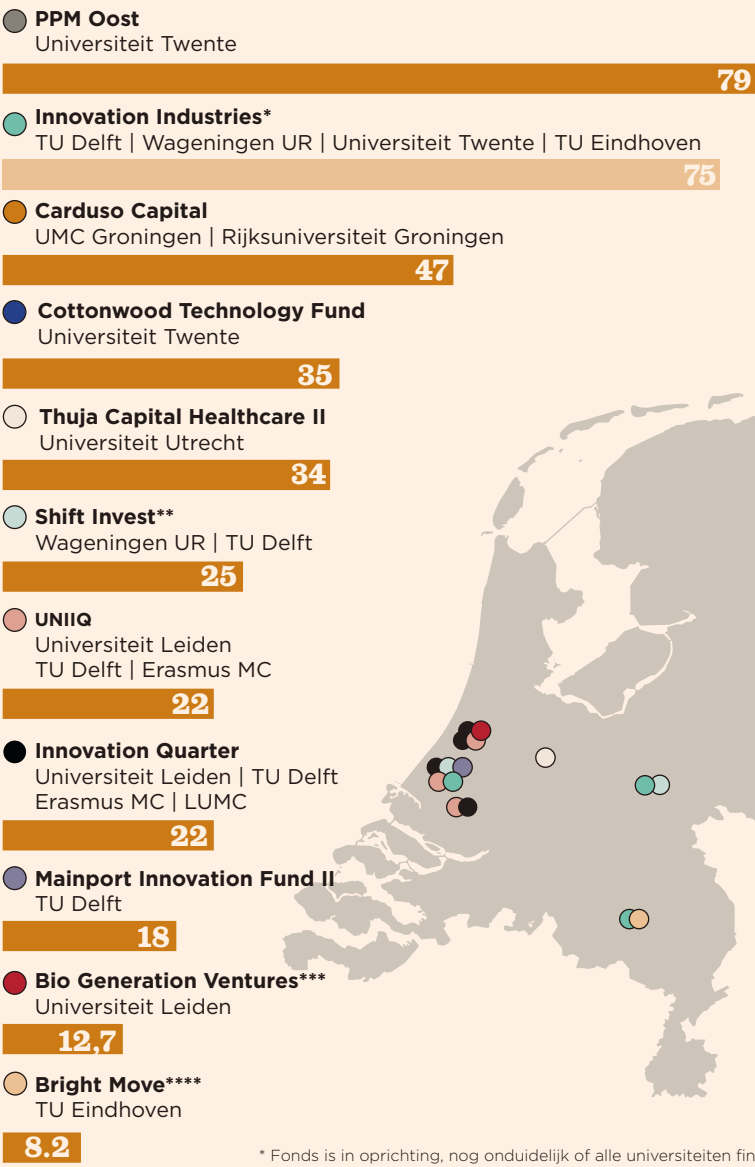 PPM Oost
Universiteit Twente
79
Innovation Industries*
TU Delft | Wageningen UR | Universiteit Twente | TU Eindhoven
75
Carduso Capital
UMC Groningen | Rijksuniversiteit Groningen
47
Cottonwood Technology Fund
Universiteit Twente
35
Thuja Capital Healthcare II
Universiteit Utrecht
34
Shift Invest**
Wageningen UR | TU Delft
25
UNIIQ
Universiteit Leiden
TU Delft | Erasmus MC
22
Innovation Quarter
Universiteit Leiden | TU Delft
Erasmus MC | LUMC
22
Mainport Innovation Fund II
TU Delft
18
Bio Generation Ventures***
Universiteit Leiden
12,7
Bright Move****
TU Eindhoven
8.2
* Fonds is in oprichting, nog onduidelijk of alle universiteiten